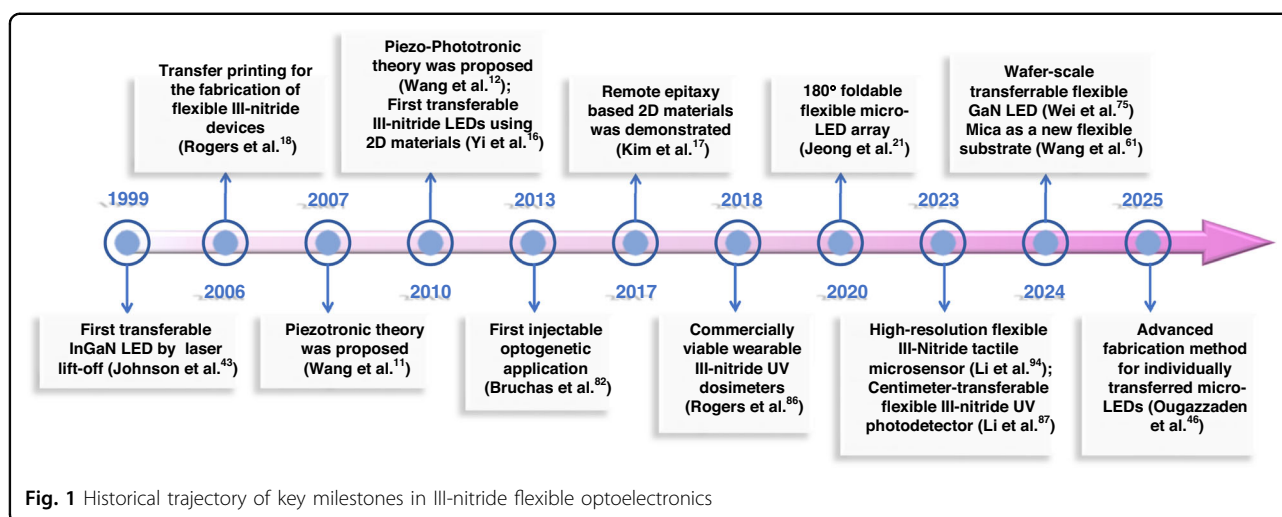 Transfer printing for
the fabrication of
flexible III-nitride
devices
(Rogers et al.18)
Piezo-Phototronic
theory was proposed
(Wang et al.12);
First transferable
III-nitride LEDs using
2D materials (Yi et al.16)
Remote epitaxy
based 2D materials
was demonstrated
(Kim et al.17)
180° foldable
flexible micro-
LED array
(Jeong et al.21)
Wafer-scale
transferrable flexible
GaN LED (Wei et al.75)
Mica as a new flexible
substrate (Wang et al.61)
1999
2007
2013
2018
2023
2025
2006
2010
2017
2020
2024
First transferable
InGaN LED by laser
lift-off (Johnson et al.43)
Piezotronic theory
was proposed
(Wang et al.11)
First injectable
optogenetic
application
(Bruchas et al.82)
Commercially
viable wearable
III-nitride UV
dosimeters
(Rogers et al.86)
High-resolution flexible
III-Nitride tactile
microsensor (Li et al.94);
Centimeter-transferable
flexible III-nitride UV
photodetector (Li et al.87)
Advanced
fabrication method
for individually
transferred micro-
LEDs (Ougazzaden
et al.46)
Fig. 1 Historical trajectory of key milestones in III-nitride flexible optoelectronics